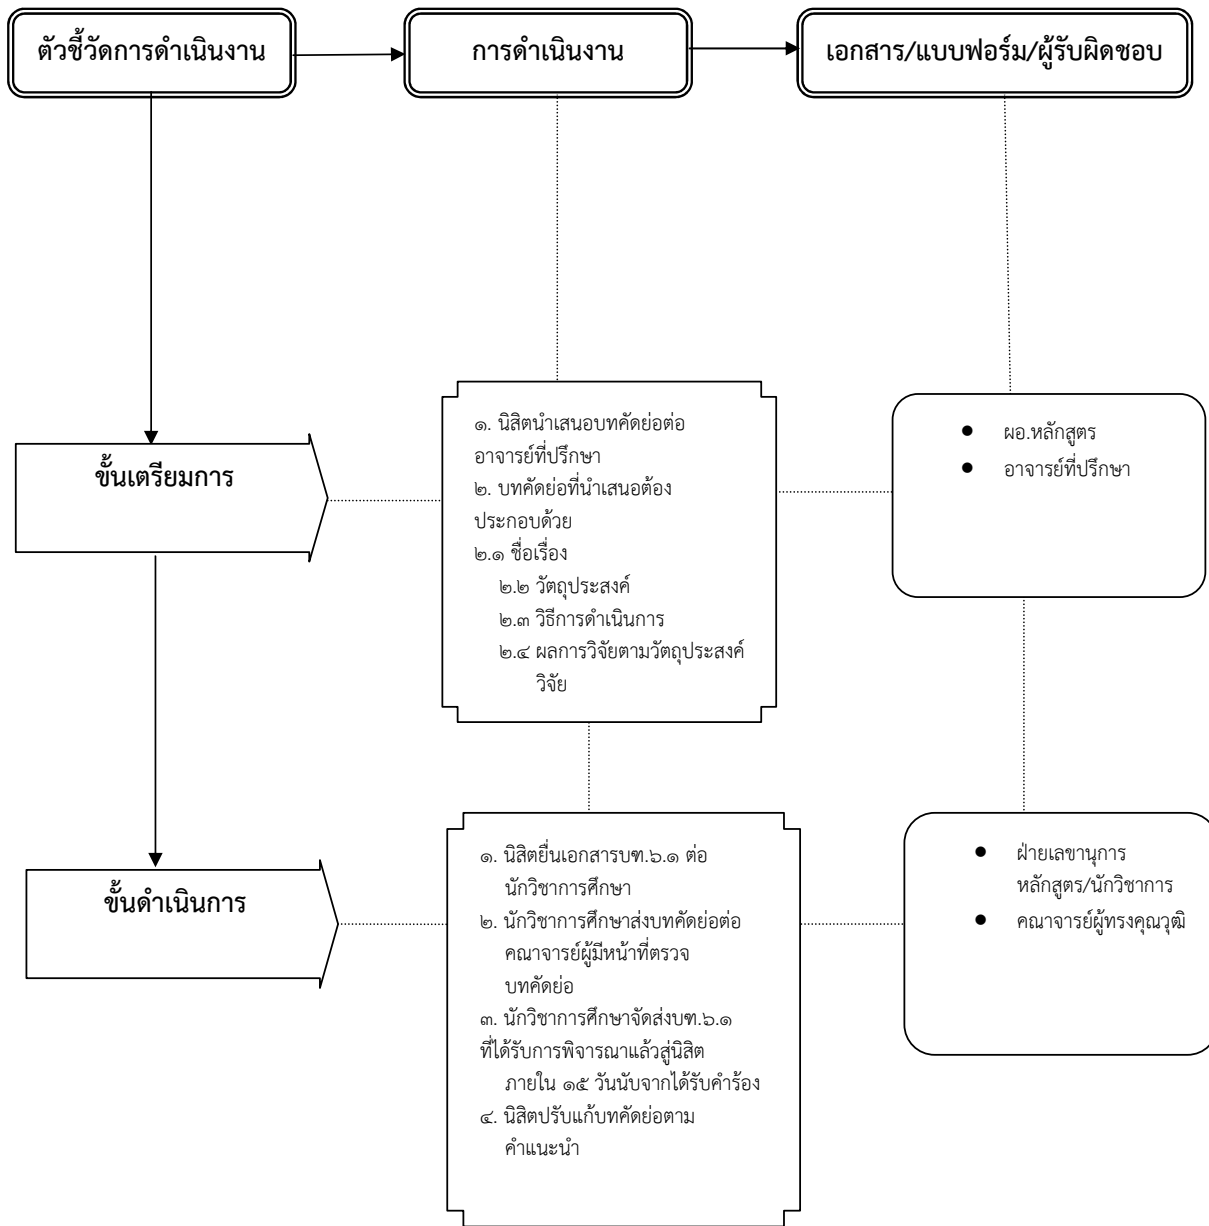 ตัวชี้วัดการดำเนินงาน
การดำเนินงาน
เอกสาร/แบบฟอร์ม/ผู้รับผิดชอบ
ขั้นเตรียมการ
๑. นิสิตนำเสนอบทคัดย่อต่อ
อาจารย์ที่ปรึกษา
๒. บทคัดย่อที่นำเสนอต้อง
ประกอบด้วย
๒.๑ ชื่อเรื่อง
๒.๒ วัตถุประสงค์
๒.๓ วิธีการดำเนินการ
๒.๔ ผลการวิจัยตามวัตถุประสงค์
วิจัย
● ผอ.หลักสูตร
● อาจารย์ที่ปรึกษา
ขั้นดำเนินการ
๑. นิสิตยื่นเอกสารบฑ.๖.๑ ต่อ
นักวิชาการศึกษา
๒. นักวิชาการศึกษาส่งบทคัดย่อต่อ
คณาจารย์ผู้มีหน้าที่ตรวจ
บทคัดย่อ
๓. นักวิชาการศึกษาจัดส่งบฑ.๖.๑
ที่ได้รับการพิจารณาแล้วสู่นิสิต
ภายใน ๑๕ วันนับจากได้รับคำร้อง
๔. นิสิตปรับแก้บทคัดย่อตาม
คำแนะนำ
● ฝ่ายเลขานุการ
หลักสูตร/นักวิชาการ
● คณาจารย์ผู้ทรงคุณวุฒิ